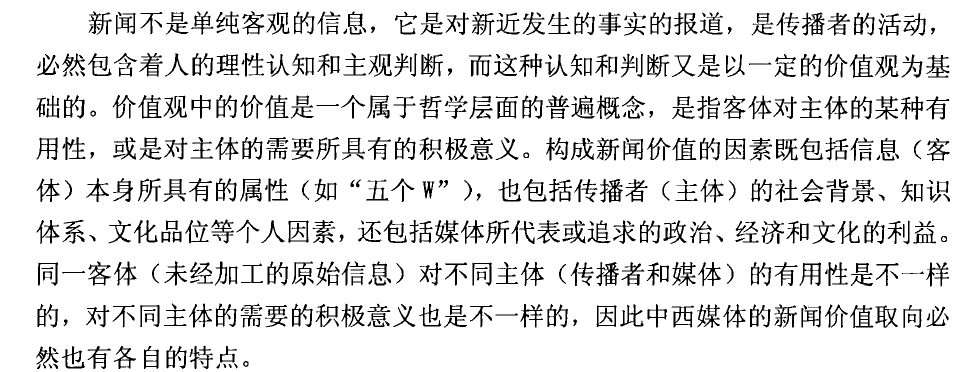 新闻不是单纯客观的信息，它是对新近发生的事实的报道，是传播者的活动，
必然包含着人的理性认知和主观判断，而这种认知和判断又是以一定的价值观为基
础的。价值观中的价值是一个属于哲学层面的普遍概念，是指客体对主体的某种有
用性，或是对主体的需要所具有的积极意义。构成新闻价值的因素既包括信息（客
体）本身所具有的属性（如“五个W”），也包括传播者（主体）的社会背景、知识
体系、文化品位等个人因素，还包括媒体所代表或追求的政治、经济和文化的利益。
同一客体（未经加工的原始信息）对不同主体（传播者和媒体）的有用性是不一样
的，对不同主体的需要的积极意义也是不一样的，因此中西媒体的新闻价值取向必
然也有各自的特点。